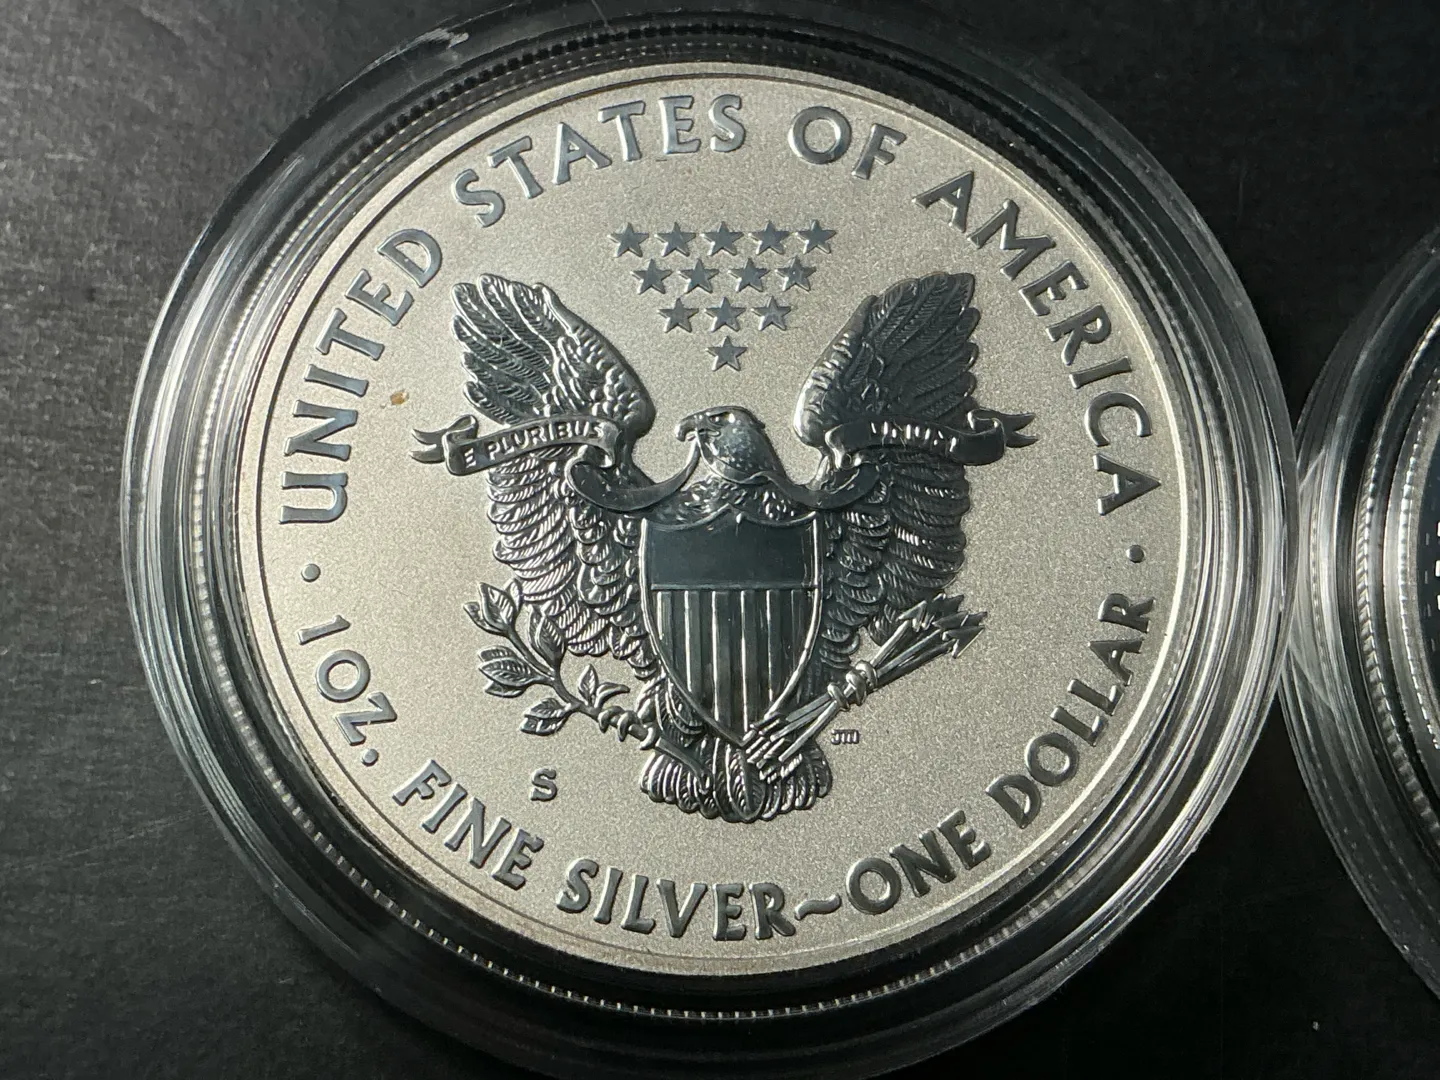 UNITED STATES OF AMERICA
E PLURIBUS UNUM
S
JM
· 1 OZ. FINE SILVER~ONE DOLLAR ·